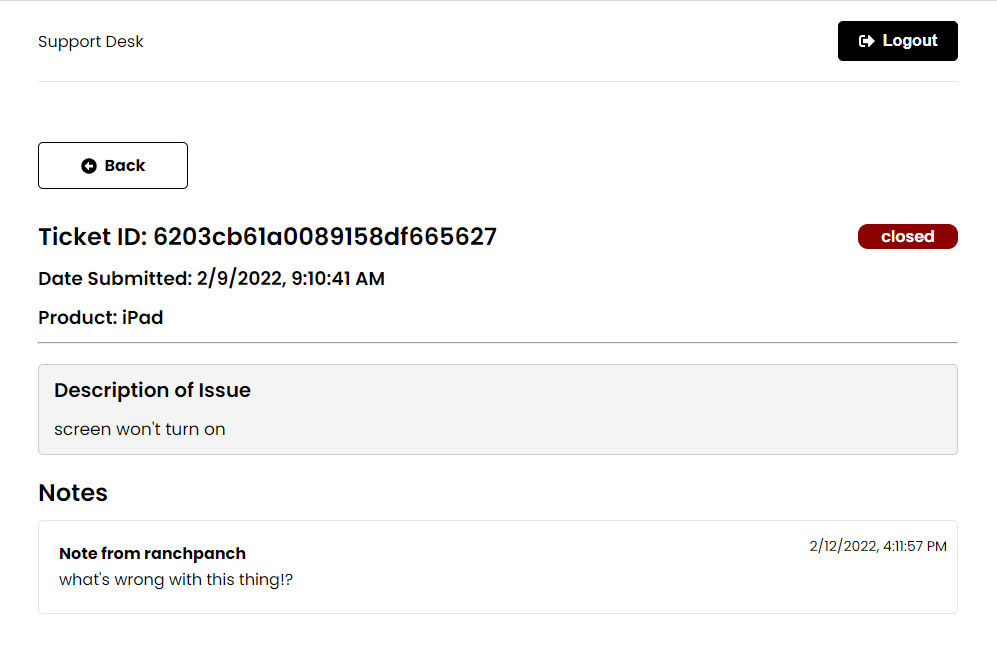 Support Desk
Logout
Back
Ticket ID: 6203cb61a0089158df665627
closed
Date Submitted: 2/9/2022, 9:10:41 AM
Product: iPad
Description of Issue
screen won't turn on
Notes
Note from ranchpanch
2/12/2022, 4:11:57 PM
what's wrong with this thing!?